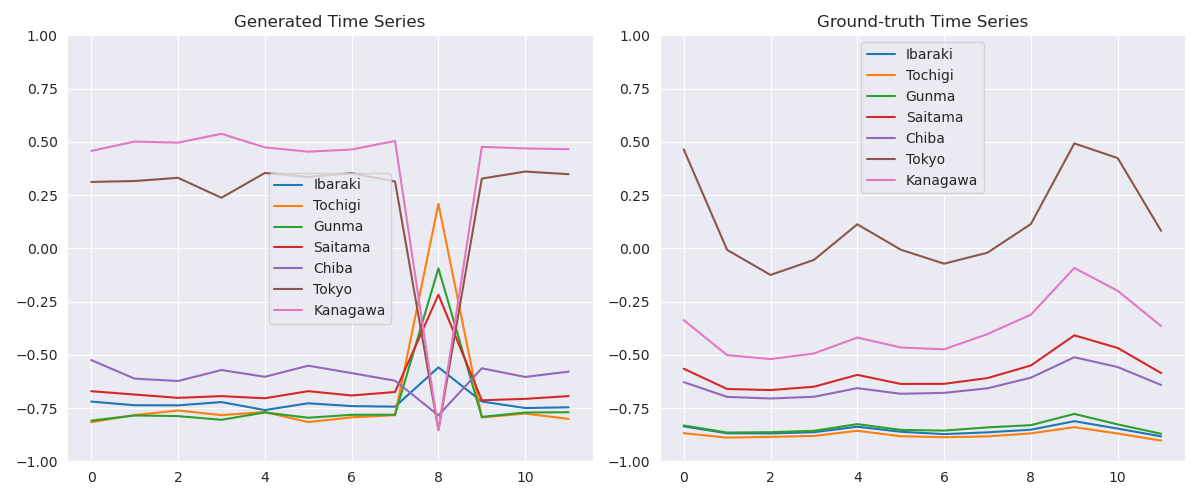 Generated Time Series
1.00
0.75
0.50
0.25
0.00
−0.25
−0.50
−0.75
−1.00
0 2 4 6 8 10
Ibaraki
Tochigi
Gunma
Saitama
Chiba
Tokyo
Kanagawa
Ground-truth Time Series
1.00
0.75
0.50
0.25
0.00
−0.25
−0.50
−0.75
−1.00
0 2 4 6 8 10
Ibaraki
Tochigi
Gunma
Saitama
Chiba
Tokyo
Kanagawa